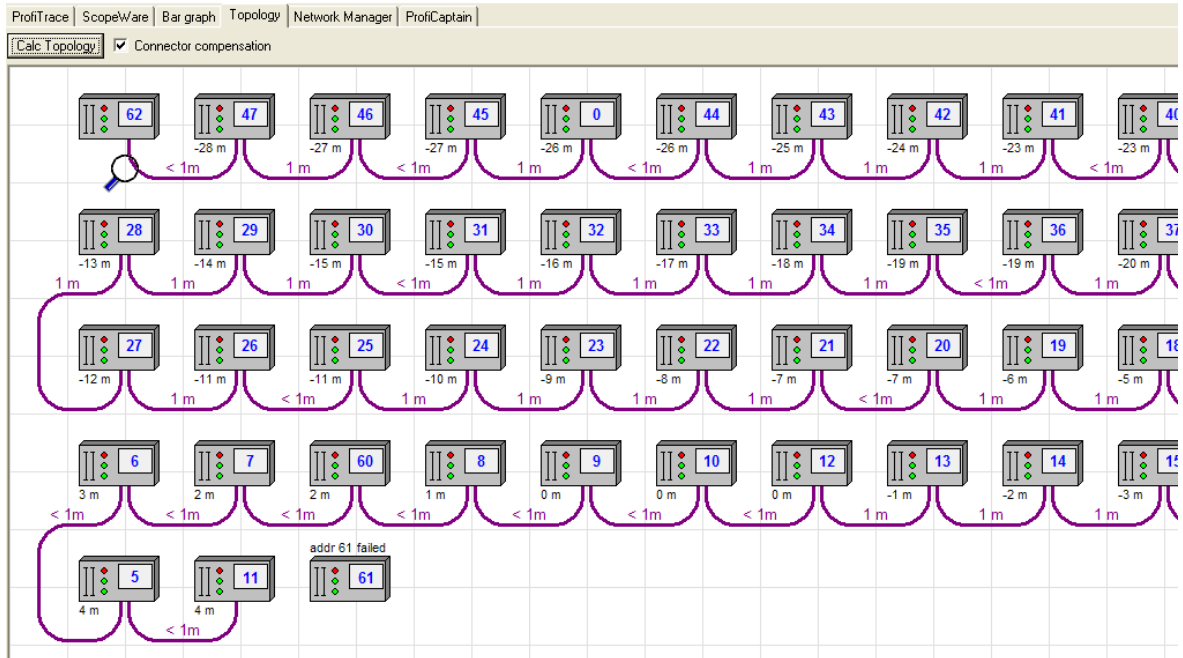 ProfiTrace ScopeWare Bar graph Topology Network Manager ProfiCaptain
Calc Topology Connector compensation
62 47 46 45 0 44 43 42 41 40
-28 m -27 m -27 m -26 m -26 m -25 m -24 m -23 m -23 m
< 1m 1 m < 1m 1 m < 1m 1 m 1 m 1 m < 1m
28 29 30 31 32 33 34 35 36 37
-13 m -14 m -15 m -15 m -16 m -17 m -18 m -19 m -19 m -20 m
1 m 1 m 1 m < 1m 1 m 1 m 1 m 1 m < 1m 1 m
27 26 25 24 23 22 21 20 19 18
-12 m -11 m -11 m -10 m -9 m -8 m -7 m -7 m -6 m -5 m
1 m < 1m 1 m 1 m 1 m 1 m < 1m 1 m 1 m
6 7 60 8 9 10 12 13 14 15
3 m 2 m 2 m 1 m 0 m 0 m 0 m -1 m -2 m -3 m
< 1m < 1m < 1m < 1m < 1m < 1m < 1m 1 m 1 m 1 m
addr 61 failed
5 11 61
4 m 4 m
< 1m